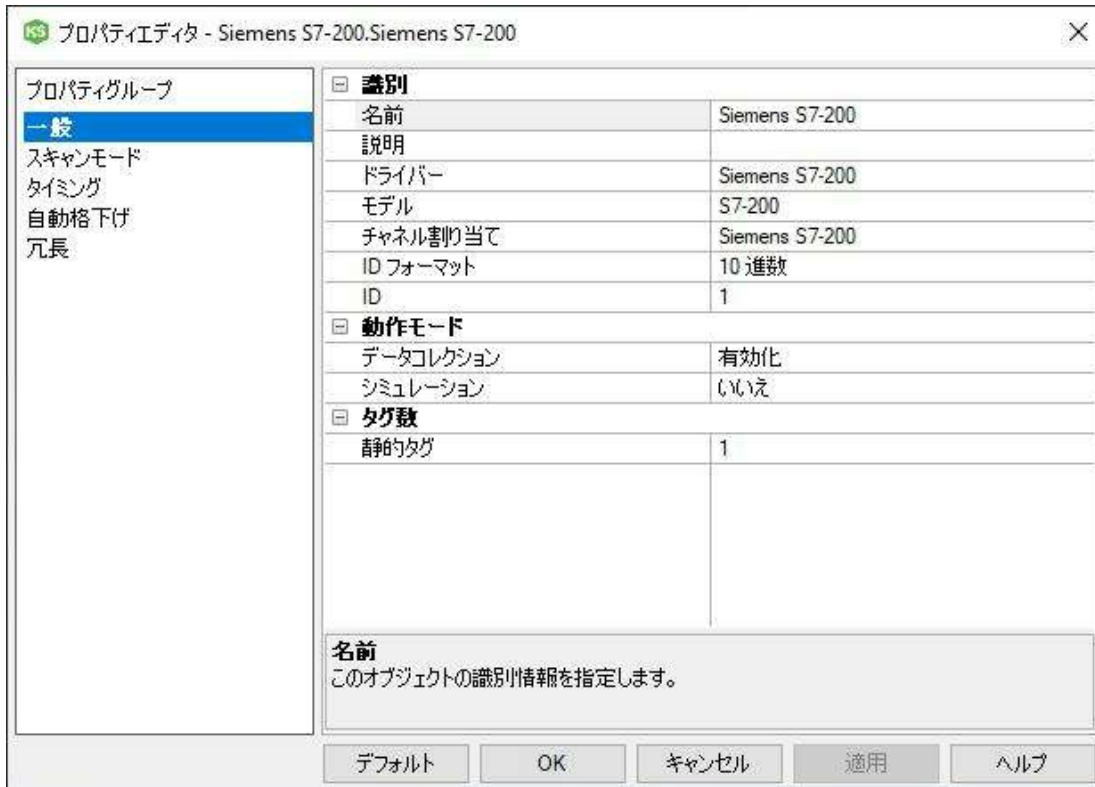 KS プロパティエディタ - Siemens S7-200.Siemens S7-200
プロパティグループ
一般
スキャンモード
タイミング
自動格下げ
冗長
識別
名前 Siemens S7-200
説明
ドライバー Siemens S7-200
モデル S7-200
チャネル割り当て Siemens S7-200
ID フォーマット 10 進数
ID 1
動作モード
データコレクション 有効化
シミュレーション いいえ
タグ数
静的タグ 1
名前
このオブジェクトの識別情報を指定します。
デフォルト OK キャンセル 適用 ヘルプ